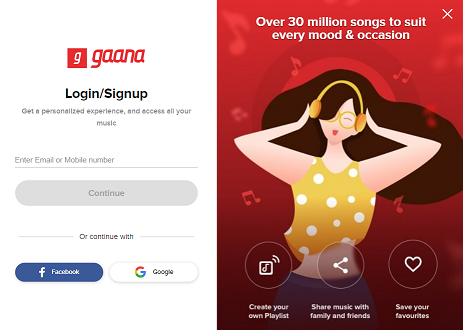 gaana
Login/Signup
Get a personalized experience, and access all your
music
Enter Email or Mobile number
Continue
Or continue with
Facebook
Google
Over 30 million songs to suit
every mood & occasion
Create your
own Playlist
Share music with
family and friends
Save your
favourites